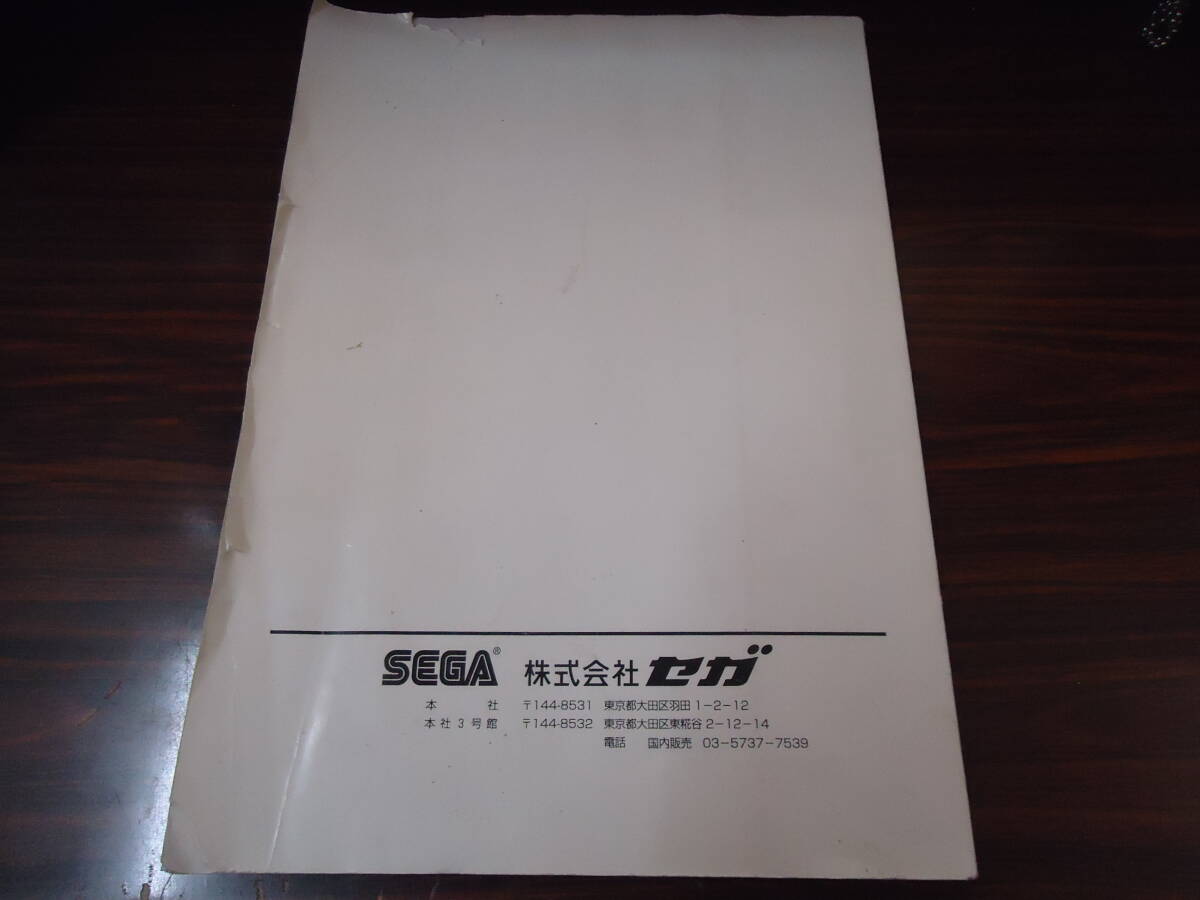 SEGA® 株式会社 セガ
本 社 〒144-8531 東京都大田区羽田 1-2-12
本社3号館 〒144-8532 東京都大田区東糀谷 2-12-14
電話 国内販売 03-5737-7539